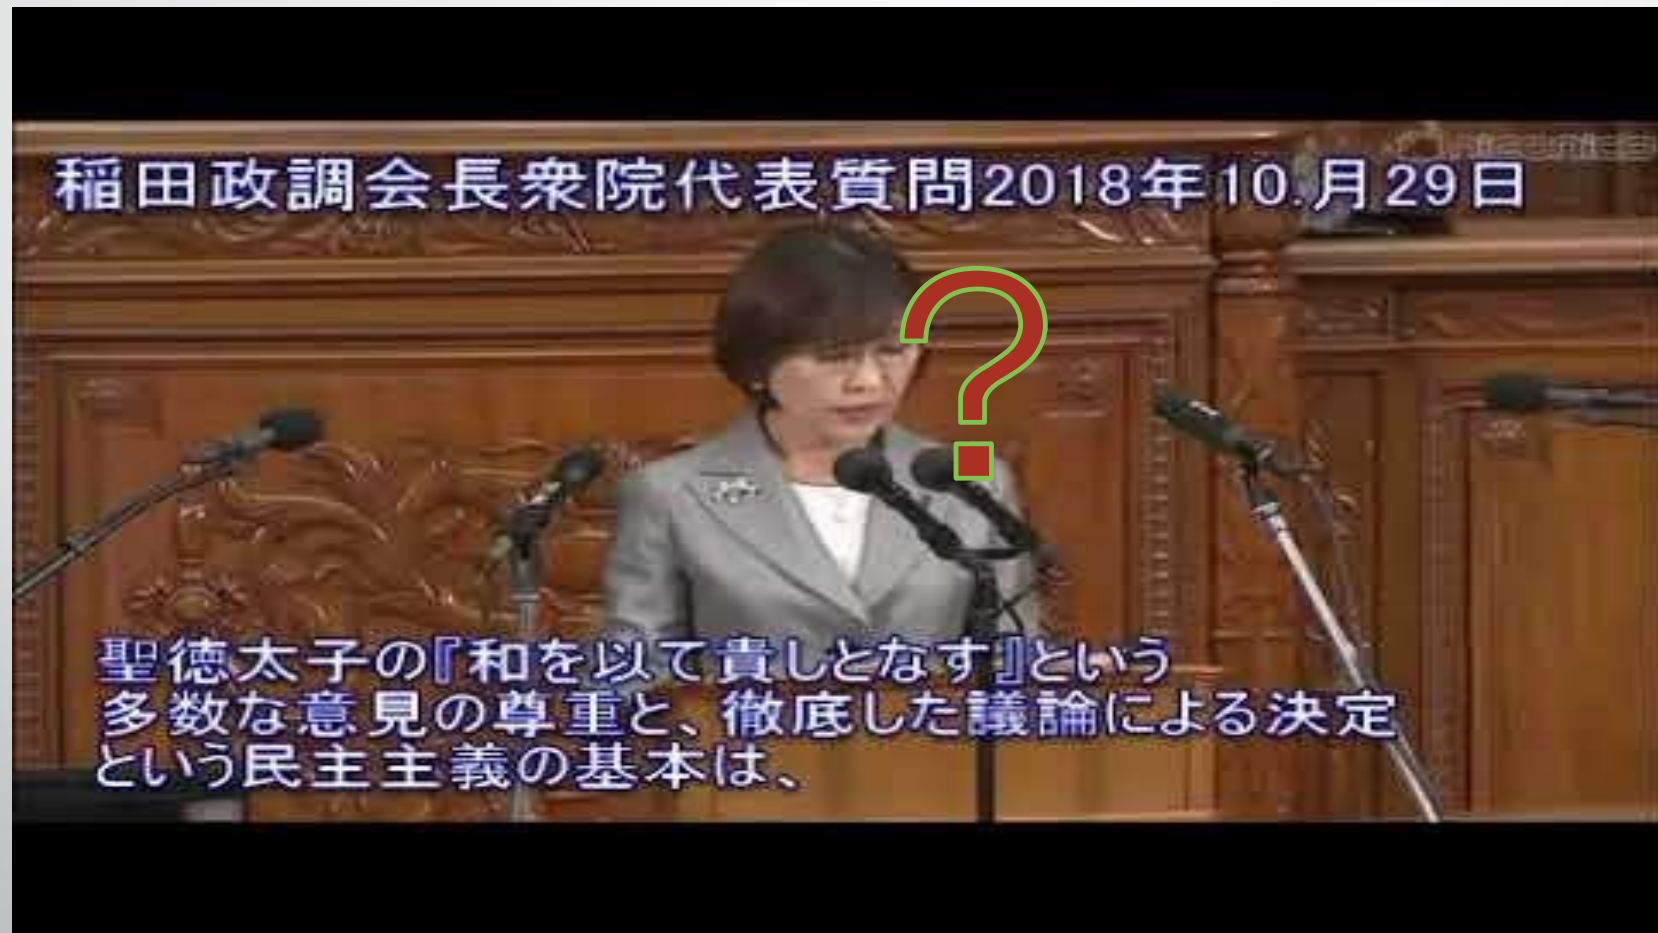 稲田政調会長衆院代表質問2018年10.月29日
?
聖徳太子の『和を以て貴しとなす』という
多数な意見の尊重と、徹底した議論による決定
という民主主義の基本は、